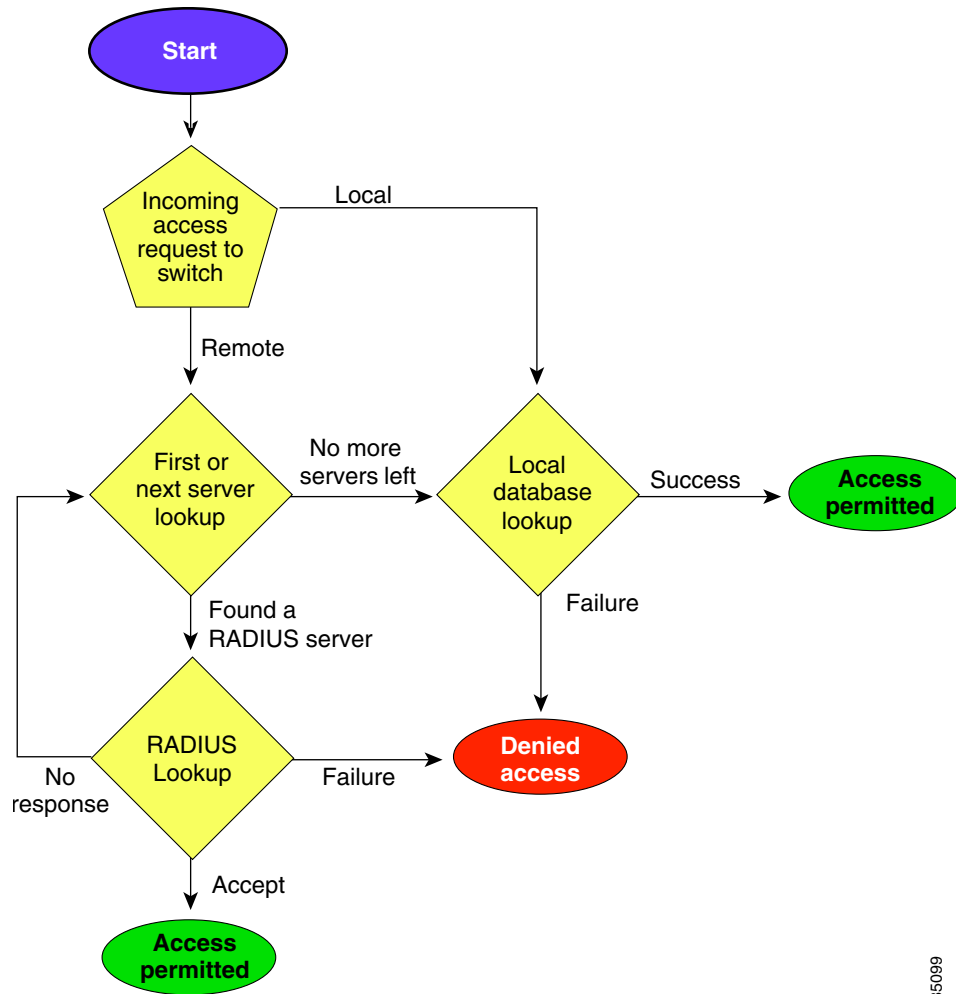 Start
Incoming
access
request to
switch
Local
Remote
First or
next server
lookup
No more
servers left
Local
database
lookup
Success
Access
permitted
Found a
RADIUS server
Failure
RADIUS
Lookup
No
response
Failure
Denied
access
Accept
Access
permitted